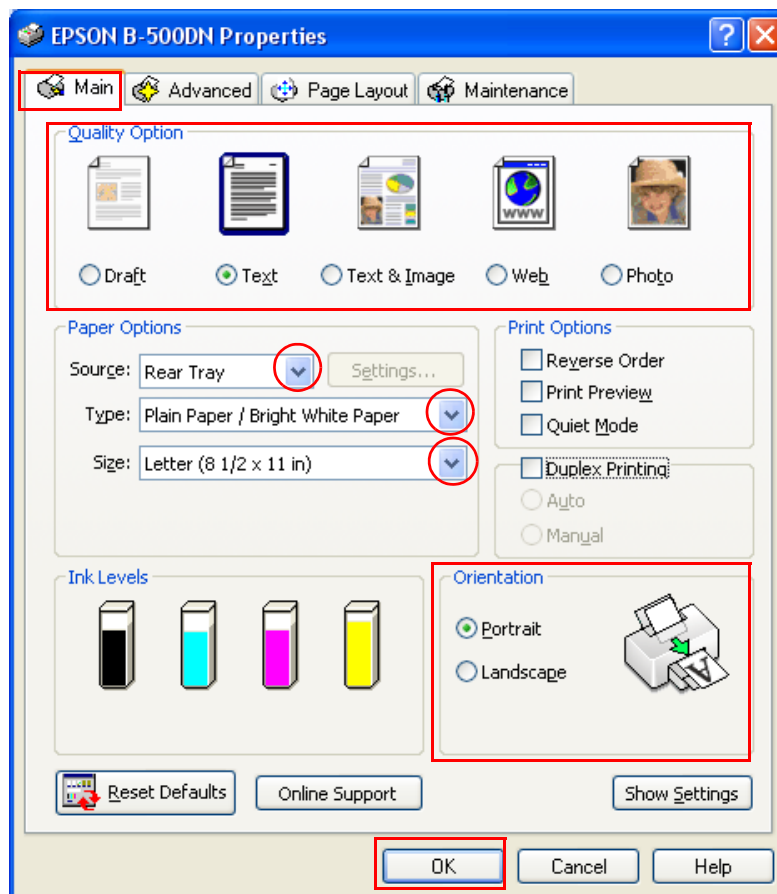 EPSON B-500DN Properties
?
X
Main
Advanced
Page Layout
Maintenance
Quality Option
WWW
Draft
Text
Text & Image
Web
Photo
Paper Options
Source: Rear Tray
Settings...
Type: Plain Paper / Bright White Paper
Size: Letter (8 1/2 x 11 in)
Print Options
Reverse Order
Print Preview
Quiet Mode
Duplex Printing
Auto
Manual
Ink Levels
Orientation
Portrait
Landscape
A
Reset Defaults
Online Support
Show Settings
OK
Cancel
Help